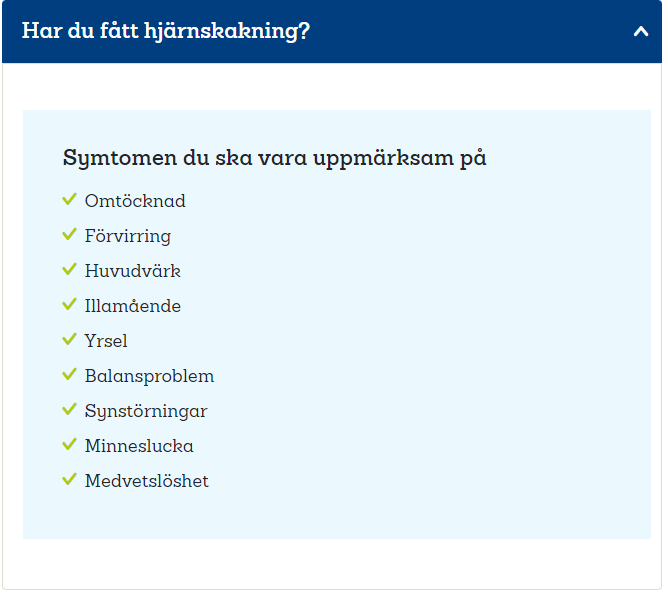 Har du fått hjärnskakning?
Symtomen du ska vara uppmärksam på
Omtöcknad
Förvirring
Huvudvärk
Illamående
Yrsel
Balansproblem
Synstörningar
Minneslucka
Medvetslöshet